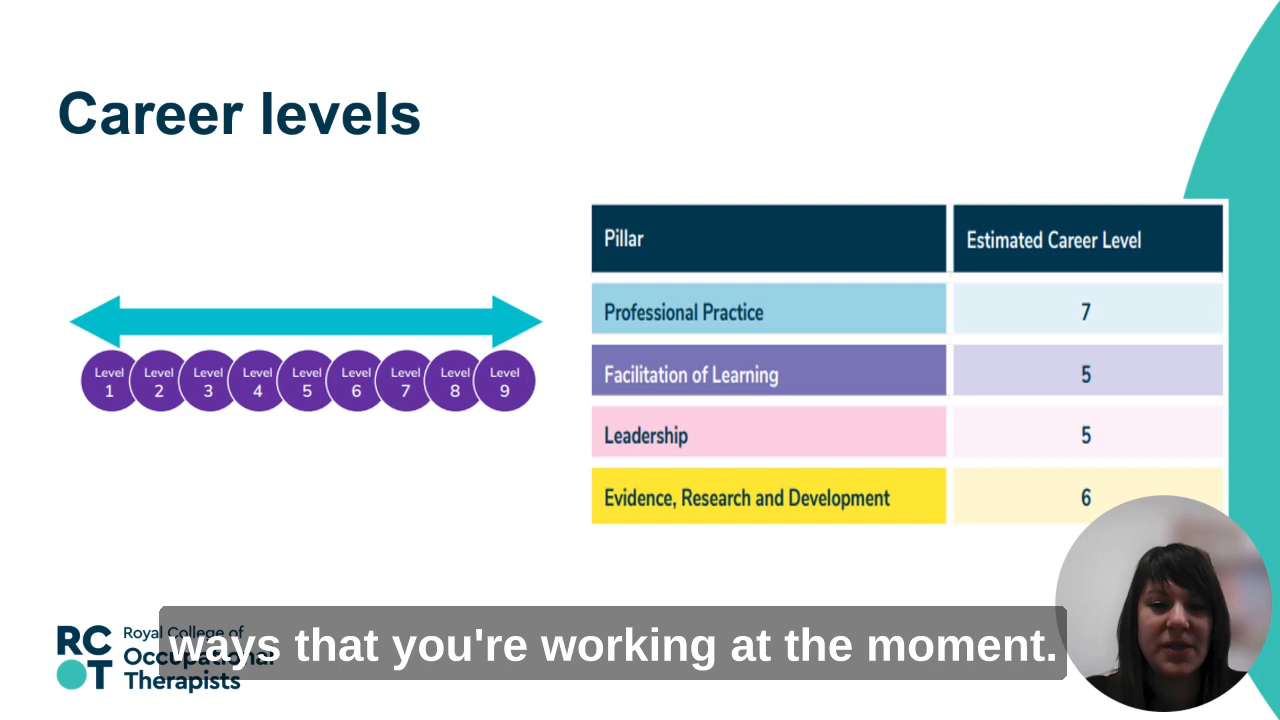 Career levels
Pillar
Estimated Career Level
Professional Practice
7
Facilitation of Learning
5
Leadership
5
Evidence, Research and Development
6
Level
1
Level
2
Level
3
Level
4
Level
5
Level
6
Level
7
Level
8
Level
9
RC
OT
Royal College of
Occupational
Therapists
ways that you're working at the moment.